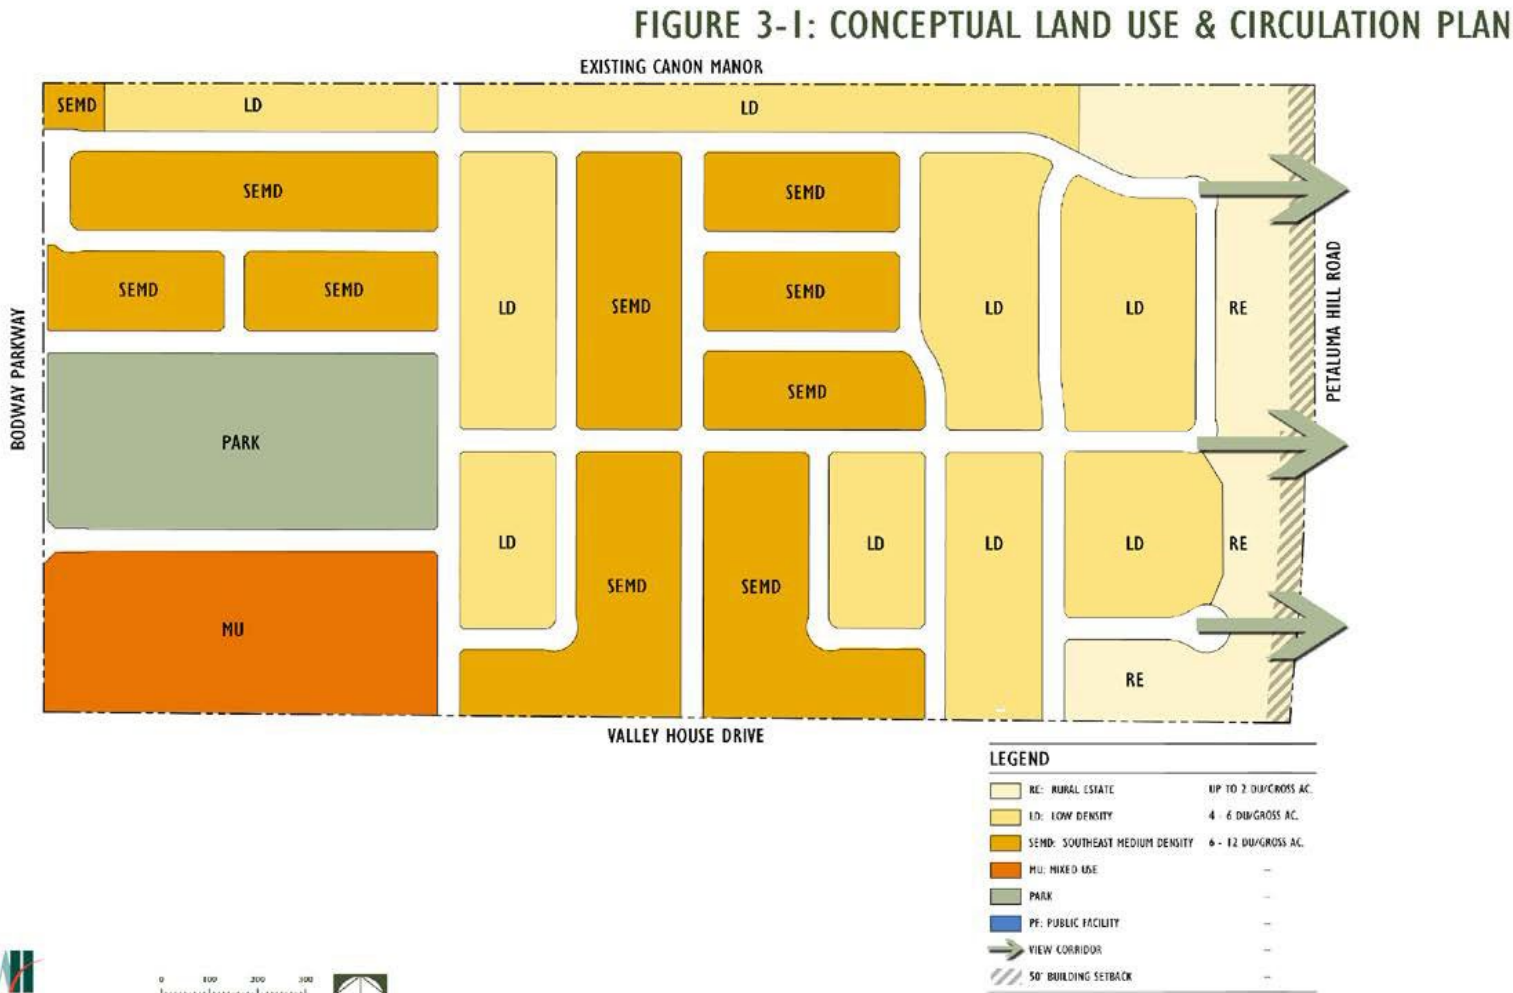 FIGURE 3-1: CONCEPTUAL LAND USE & CIRCULATION PLAN
EXISTING CANON MANOR
SEMD LD LD
SEMD LD SEMD SEMD LD LD RE
SEMD SEMD SEMD
SEMD
PARK
LD SEMD SEMD LD LD LD RE
MU
RE
BODWAY PARKWAY
PETALUMA HILL ROAD
VALLEY HOUSE DRIVE
LEGEND
RE: RURAL ESTATE UP TO 2 DU/GROSS AC.
LD: LOW DENSITY 4 - 6 DU/GROSS AC.
SEMD: SOUTHEAST MEDIUM DENSITY 6 - 12 DU/GROSS AC.
MU: MIXED USE --
PARK --
PF: PUBLIC FACILITY --
VIEW CORRIDOR --
50' BUILDING SETBACK --
0 100 200 300